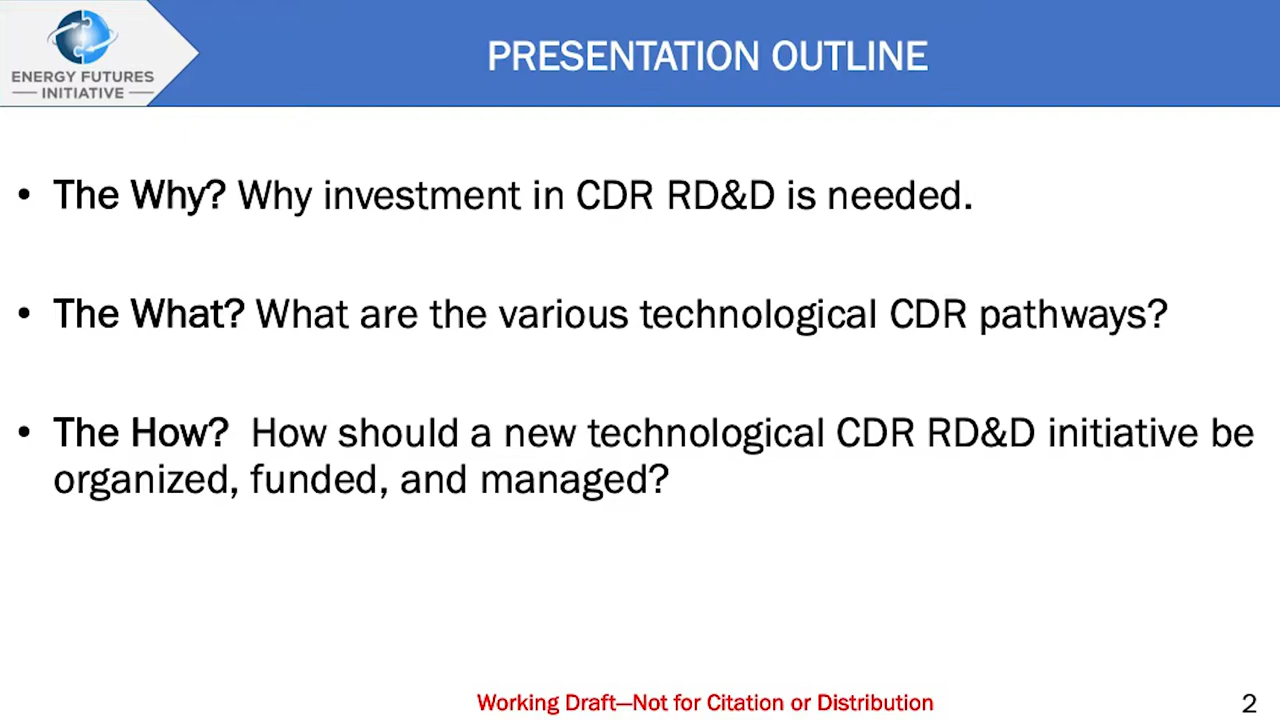 ENERGY FUTURES
INITIATIVE
PRESENTATION OUTLINE
• The Why? Why investment in CDR RD&D is needed.
• The What? What are the various technological CDR pathways?
• The How? How should a new technological CDR RD&D initiative be
organized, funded, and managed?
Working Draft—Not for Citation or Distribution
2